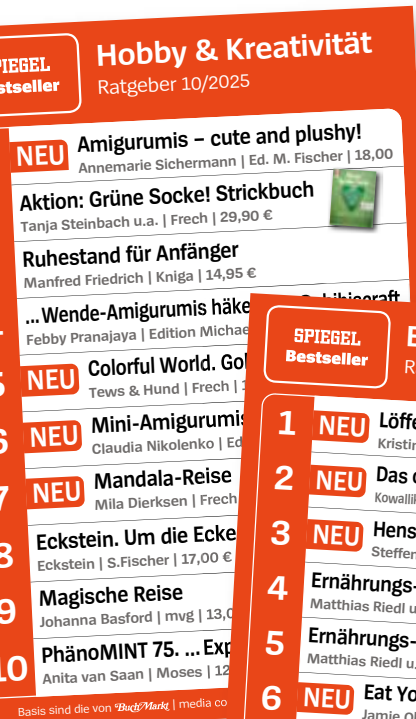 SPIEGEL
Bestseller
Hobby & Kreativität
Ratgeber 10/2025
NEU Amigurumis – cute and plushy!
Annemarie Sichermann | Ed. M. Fischer | 18,00
Aktion: Grüne Socke! Strickbuch
Tanja Steinbach u.a. | Frech | 29,90 €
Ruhestand für Anfänger
Manfred Friedrich | Kniga | 14,95 €
...Wende-Amigurumis häke
Febby Pranajaya | Edition Michae
5 NEU Colorful World. Go
Tews & Hund | Frech | 1
6 NEU Mini-Amigurumis
Claudia Nikolenko | Ed
7 NEU Mandala-Reise
Mila Dierksen | Frech
8 Eckstein. Um die Ecke
Eckstein | S.Fischer | 17,00 €
9 Magische Reise
Johanna Basford | mvg | 13,0
10 PhänoMINT 75. ...Exp
Anita van Saan | Moses | 12
Basis sind die von BuchMarkt | media co
SPIEGEL
Bestseller
E
R
1 NEU Löffe
Kristin
2 NEU Das
Kowallik
3 NEU Hens
Steffen
4 Ernährungs-
Matthias Riedl u
5 Ernährungs-
Matthias Riedl u.
6 NEU Eat Yo
Jamie Ol